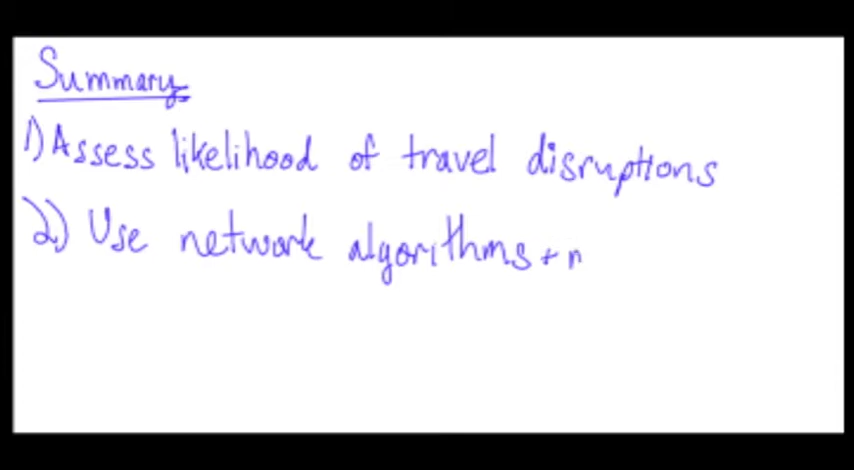 Summary
1) Assess likelihood of travel disruptions
2) Use network algorithms + n